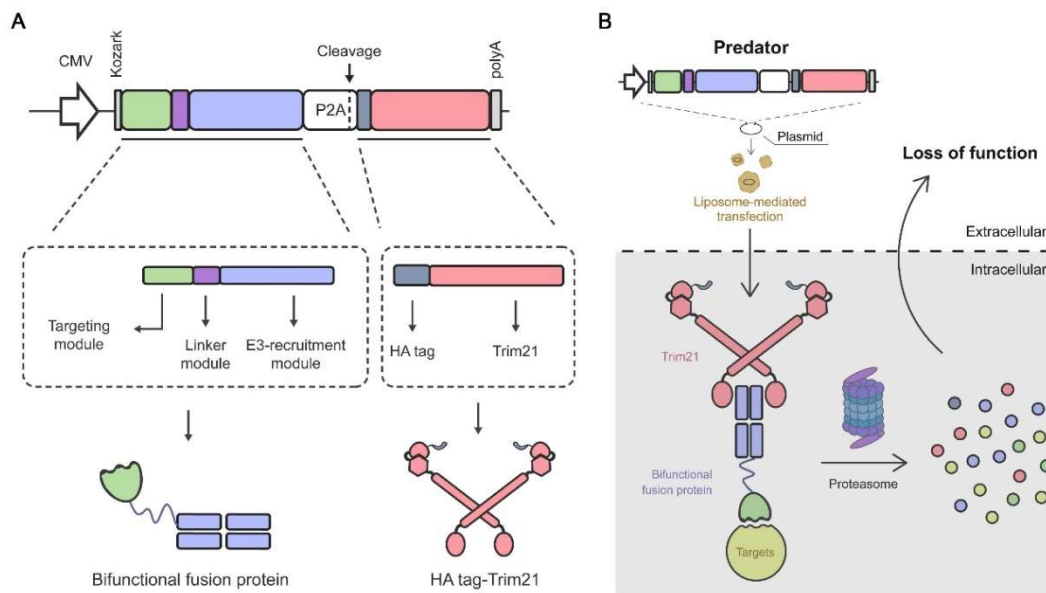 A
CMV
Kozark
Cleavage
polyA
P2A
Targeting
module
Linker
module
E3-recruitment
module
HA tag
Trim21
Bifunctional fusion protein
HA tag-Trim21
B
Predator
Plasmid
Liposome-mediated
transfection
Loss of function
Extracellular
Intracellular
Trim21
Bifunctional
fusion protein
Proteasome
Targets